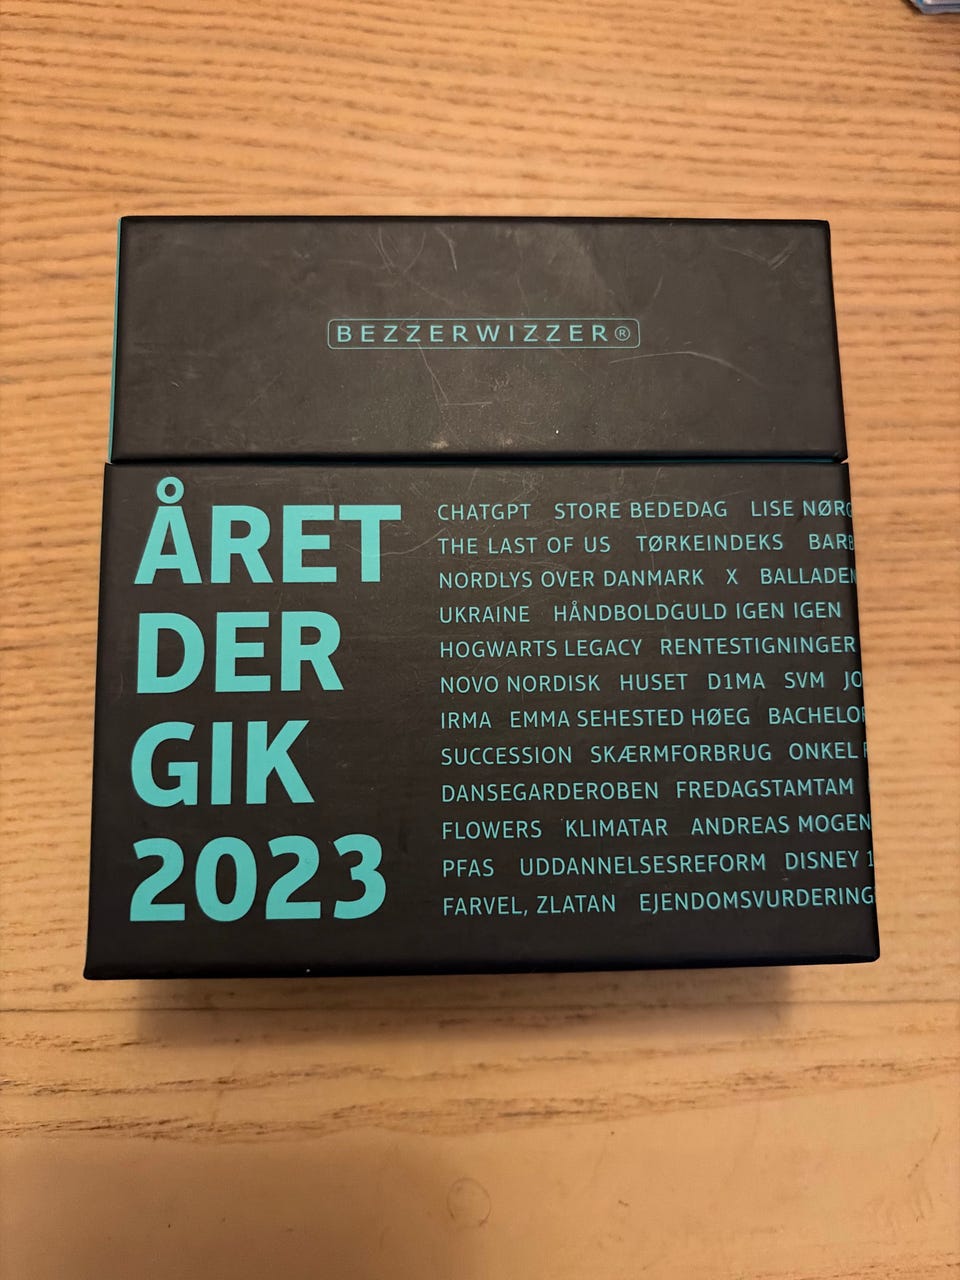 BEZZERWIZZER®
ÅRET
DER
GIK
2023
CHATGPT STORE BEDEDAG LISE
THE LAST OF US TØRKEINDEKS
NORDLYS OVER DANMARK X
UKRAINE HÅNDBOLDGULD IGEN IGEN
HOGWARTS LEGACY RENTESTIGNINGER
NOVO NORDISK HUSET D1MA SVM
IRMA EMMA SEHESTED HØEG
SUCCESSION SKÆRMFORBRUG ONKEL
DANSEGARDEROBEN FREDAGSTAMTAM
FLOWERS KLIMATAR ANDREAS
PFAS UDDANNELSESREFORM DISNEY
FARVEL, ZLATAN EJENDOMSVURDERING